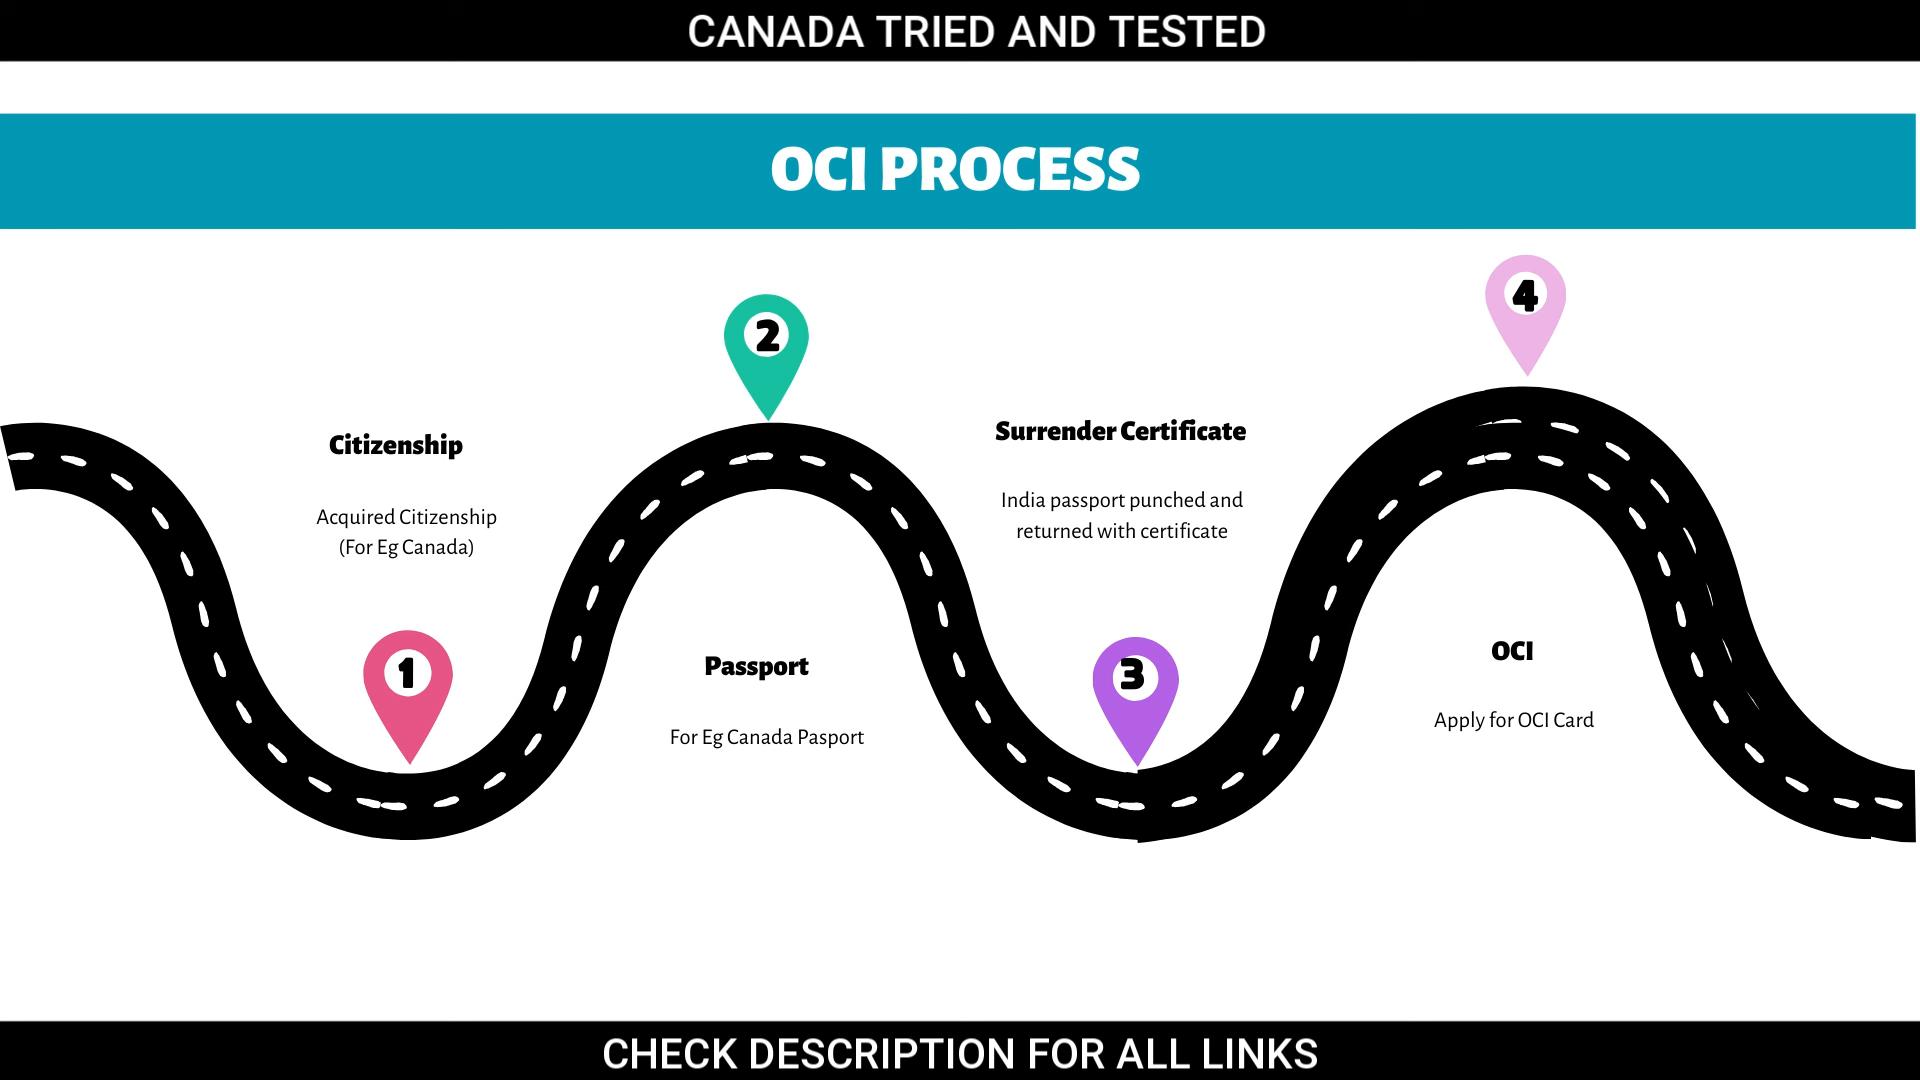 CANADA TRIED AND TESTED
OCI PROCESS
1
Citizenship
Acquired Citizenship
(For Eg Canada)
2
Passport
For Eg Canada Pasport
3
Surrender Certificate
India passport punched and
returned with certificate
4
OCI
Apply for OCI Card
CHECK DESCRIPTION FOR ALL LINKS